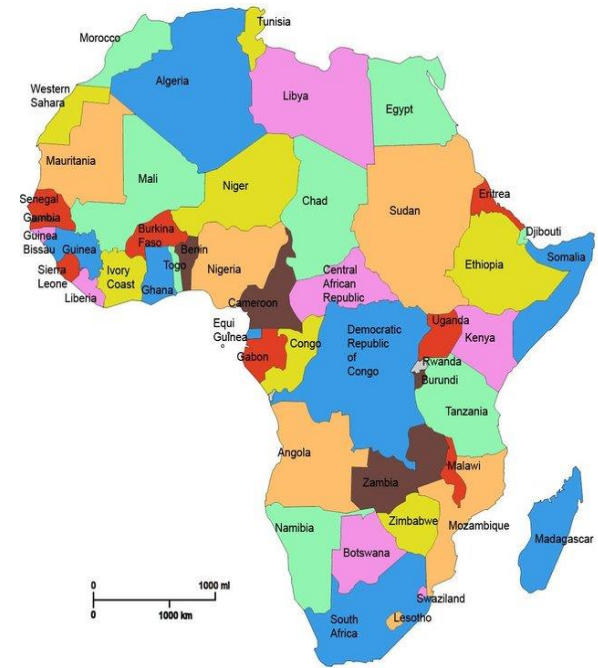 Tunisia
Morocco
Algeria
Western
Sahara
Libya
Egypt
Mauritania
Mali
Niger
Chad
Sudan
Eritrea
Senegal
Gambia
Guinea
Bissau
Guinea
Burkina
Faso
Benin
Togo
Nigeria
Djibouti
Somalia
Ethiopia
Sierra
Leone
Liberia
Ivory
Coast
Ghana
Central
African
Republic
Cameroon
Equi
Guinea
Gabon
Congo
Democratic
Republic
of
Congo
Uganda
Kenya
Rwanda
Burundi
Tanzania
Angola
Zambia
Malawi
Namibia
Zimbabwe
Mozambique
Botswana
Madagascar
Swaziland
Lesotho
South
Africa
0 1000 ml
0 1000 km